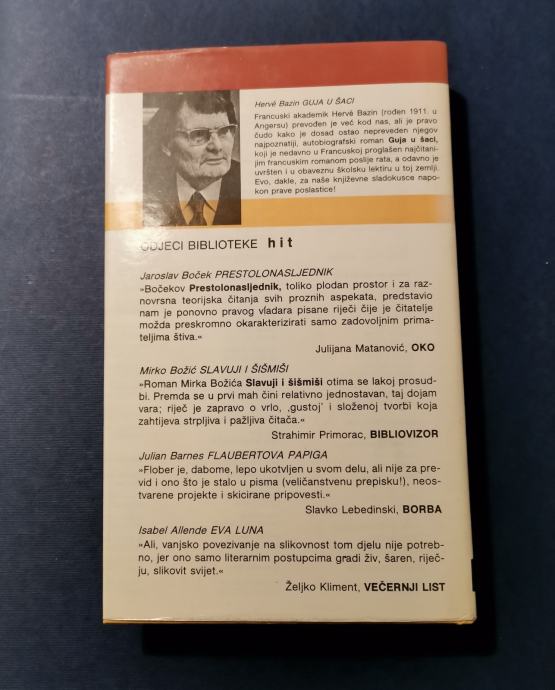 Hervé Bazin GUJA U ŠACI
Francuski akademik Hervé Bazin (rođen 1911. u
Angersu) prevođen je već kod nas, ali je pravo
čudo kako je dosad ostao nepreveden njegov
najpoznatiji, autobiografski roman Guja u šaci,
koji je nedavno u Francuskoj proglašen najčitani-
jim francuskim romanom poslije rata, a odavno je
uvršten i u obaveznu školsku lektiru u toj zemlji.
Evo, dakle, za naše književne sladokusce napo-
kon prave poslastice!
ODJECI BIBLIOTEKE hit
Jaroslav Boček PRESTOLONASLJEDNIK
»Bočekov Prestolonasljednik, toliko plodan prostor i za raz-
novrsna teorijska čitanja svih proznih aspekata, predstavio
nam je ponovno pravog vladara pisane riječi čije je čitatelje
možda preskromno okarakterizirati samo zadovoljnim prima-
teljima štiva.«
Julijana Matanović, OKO
Mirko Božić SLAVUJI I ŠIŠMIŠI
»Roman Mirka Božića Slavuji i šišmiši otima se lakoj prosud-
bi. Premda se u prvi mah čini relativno jednostavan, taj dojam
vara; riječ je zapravo o vrlo, ‚gustoj’ i složenoj tvorbi koja
zahtijeva strpljiva i pažljiva čitača.«
Strahimir Primorac, BIBLIOVIZOR
Julian Barnes FLAUBERTOVA PAPIGA
»Flober je, dabome, lepo ukotvljen u svom delu, ali nije za pre-
vid i ono što je stalo u pisma (veličanstvenu prepisku!), neos-
tvarene projekte i skicirane pripovesti.«
Slavko Lebedinski, BORBA
Isabel Allende EVA LUNA
»Ali, vanjsko povezivanje na slikovnost tom djelu nije potreb-
no, jer ono samo literarnim postupcima gradi živ, šaren, riječ-
ju, slikovit svijet.«
Željko Kliment, VEČERNJI LIST